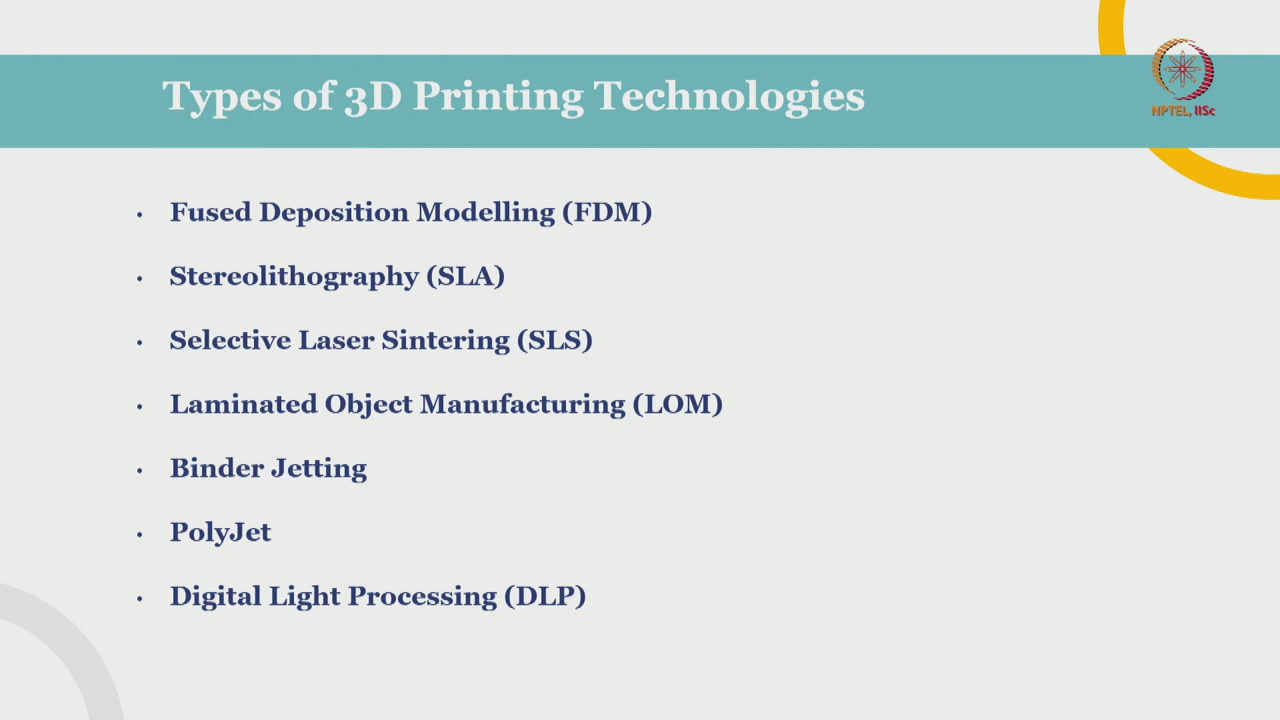 Types of 3D Printing Technologies
NPTEL, IISc
• Fused Deposition Modelling (FDM)
• Stereolithography (SLA)
• Selective Laser Sintering (SLS)
• Laminated Object Manufacturing (LOM)
• Binder Jetting
• PolyJet
• Digital Light Processing (DLP)